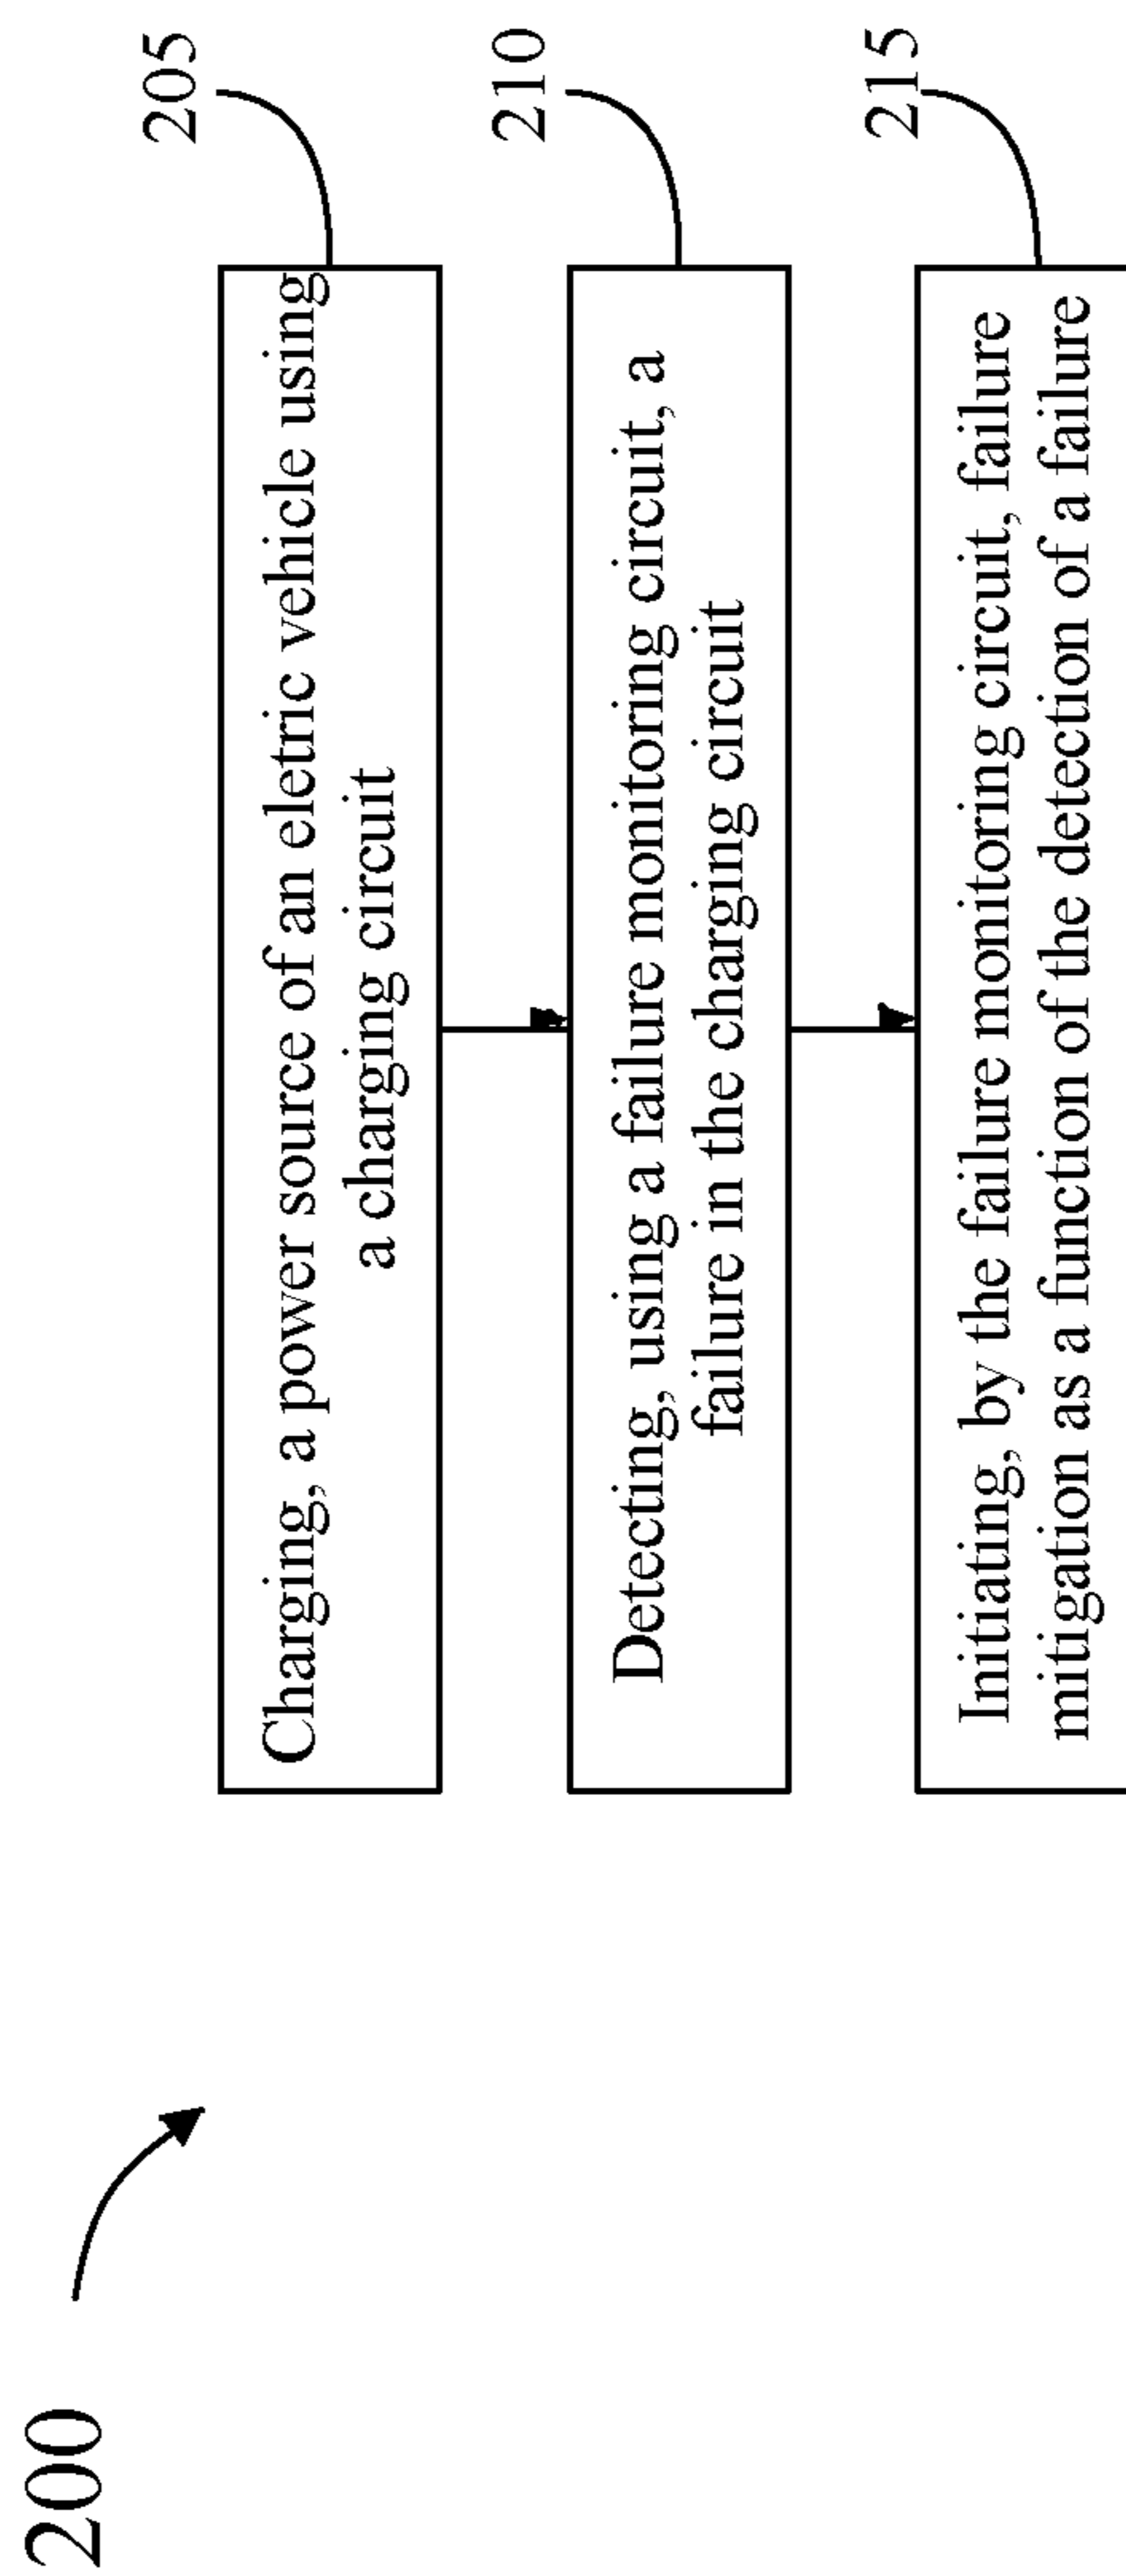 200
205
Charging, a power source of an eletric vehicle using
a charging circuit
210
Detecting, using a failure monitoring circuit, a
failure in the charging circuit
215
Initiating, by the failure monitoring circuit, failure
mitigation as a function of the detection of a failure